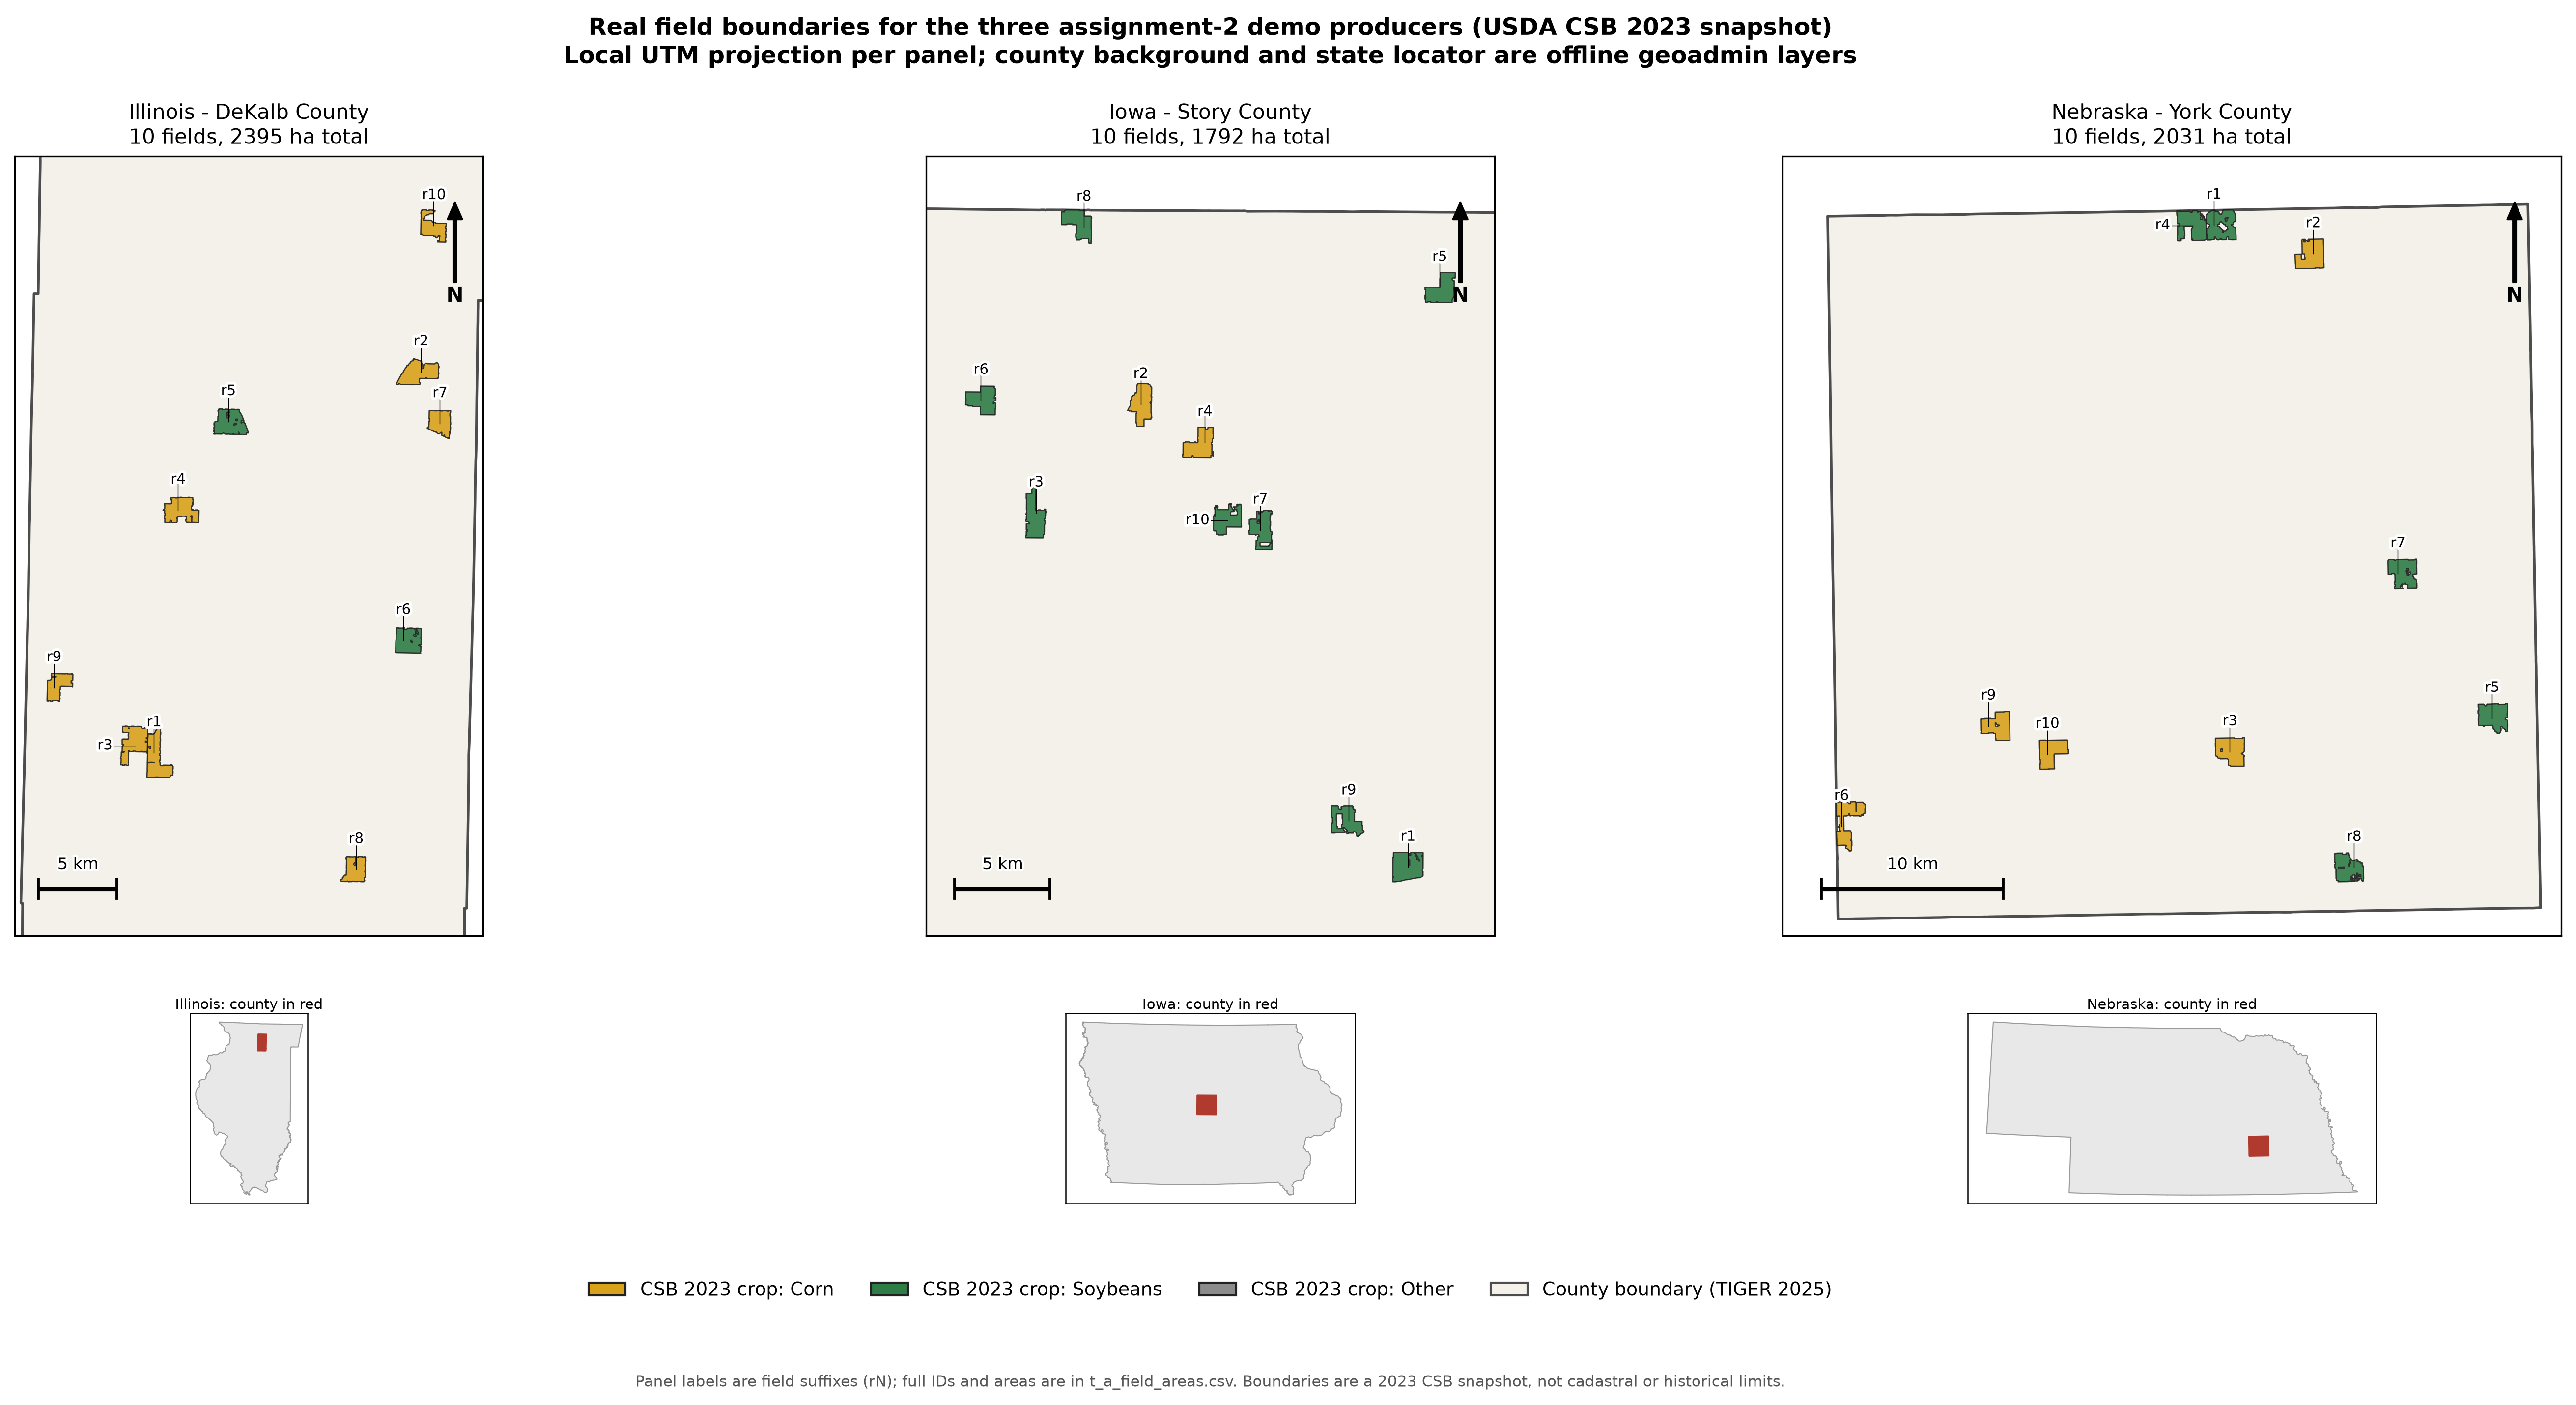 Real field boundaries for the three assignment-2 demo producers (USDA CSB 2023 snapshot)
Local UTM projection per panel; county background and state locator are offline geoadmin layers
Illinois - DeKalb County
10 fields, 2395 ha total
r10
N
r2
r7
r5
r4
r6
r9
r1
r3
r8
5 km
Iowa - Story County
10 fields, 1792 ha total
r8
r5
N
r6
r2
r4
r3
r7
r10
r9
r1
5 km
Nebraska - York County
10 fields, 2031 ha total
r1
r4
r2
N
r7
r5
r9
r10
r3
r6
r8
10 km
Illinois: county in red
Iowa: county in red
Nebraska: county in red
CSB 2023 crop: Corn
CSB 2023 crop: Soybeans
CSB 2023 crop: Other
County boundary (TIGER 2025)
Panel labels are field suffixes (rN); full IDs and areas are in t_a_field_areas.csv. Boundaries are a 2023 CSB snapshot, not cadastral or historical limits.